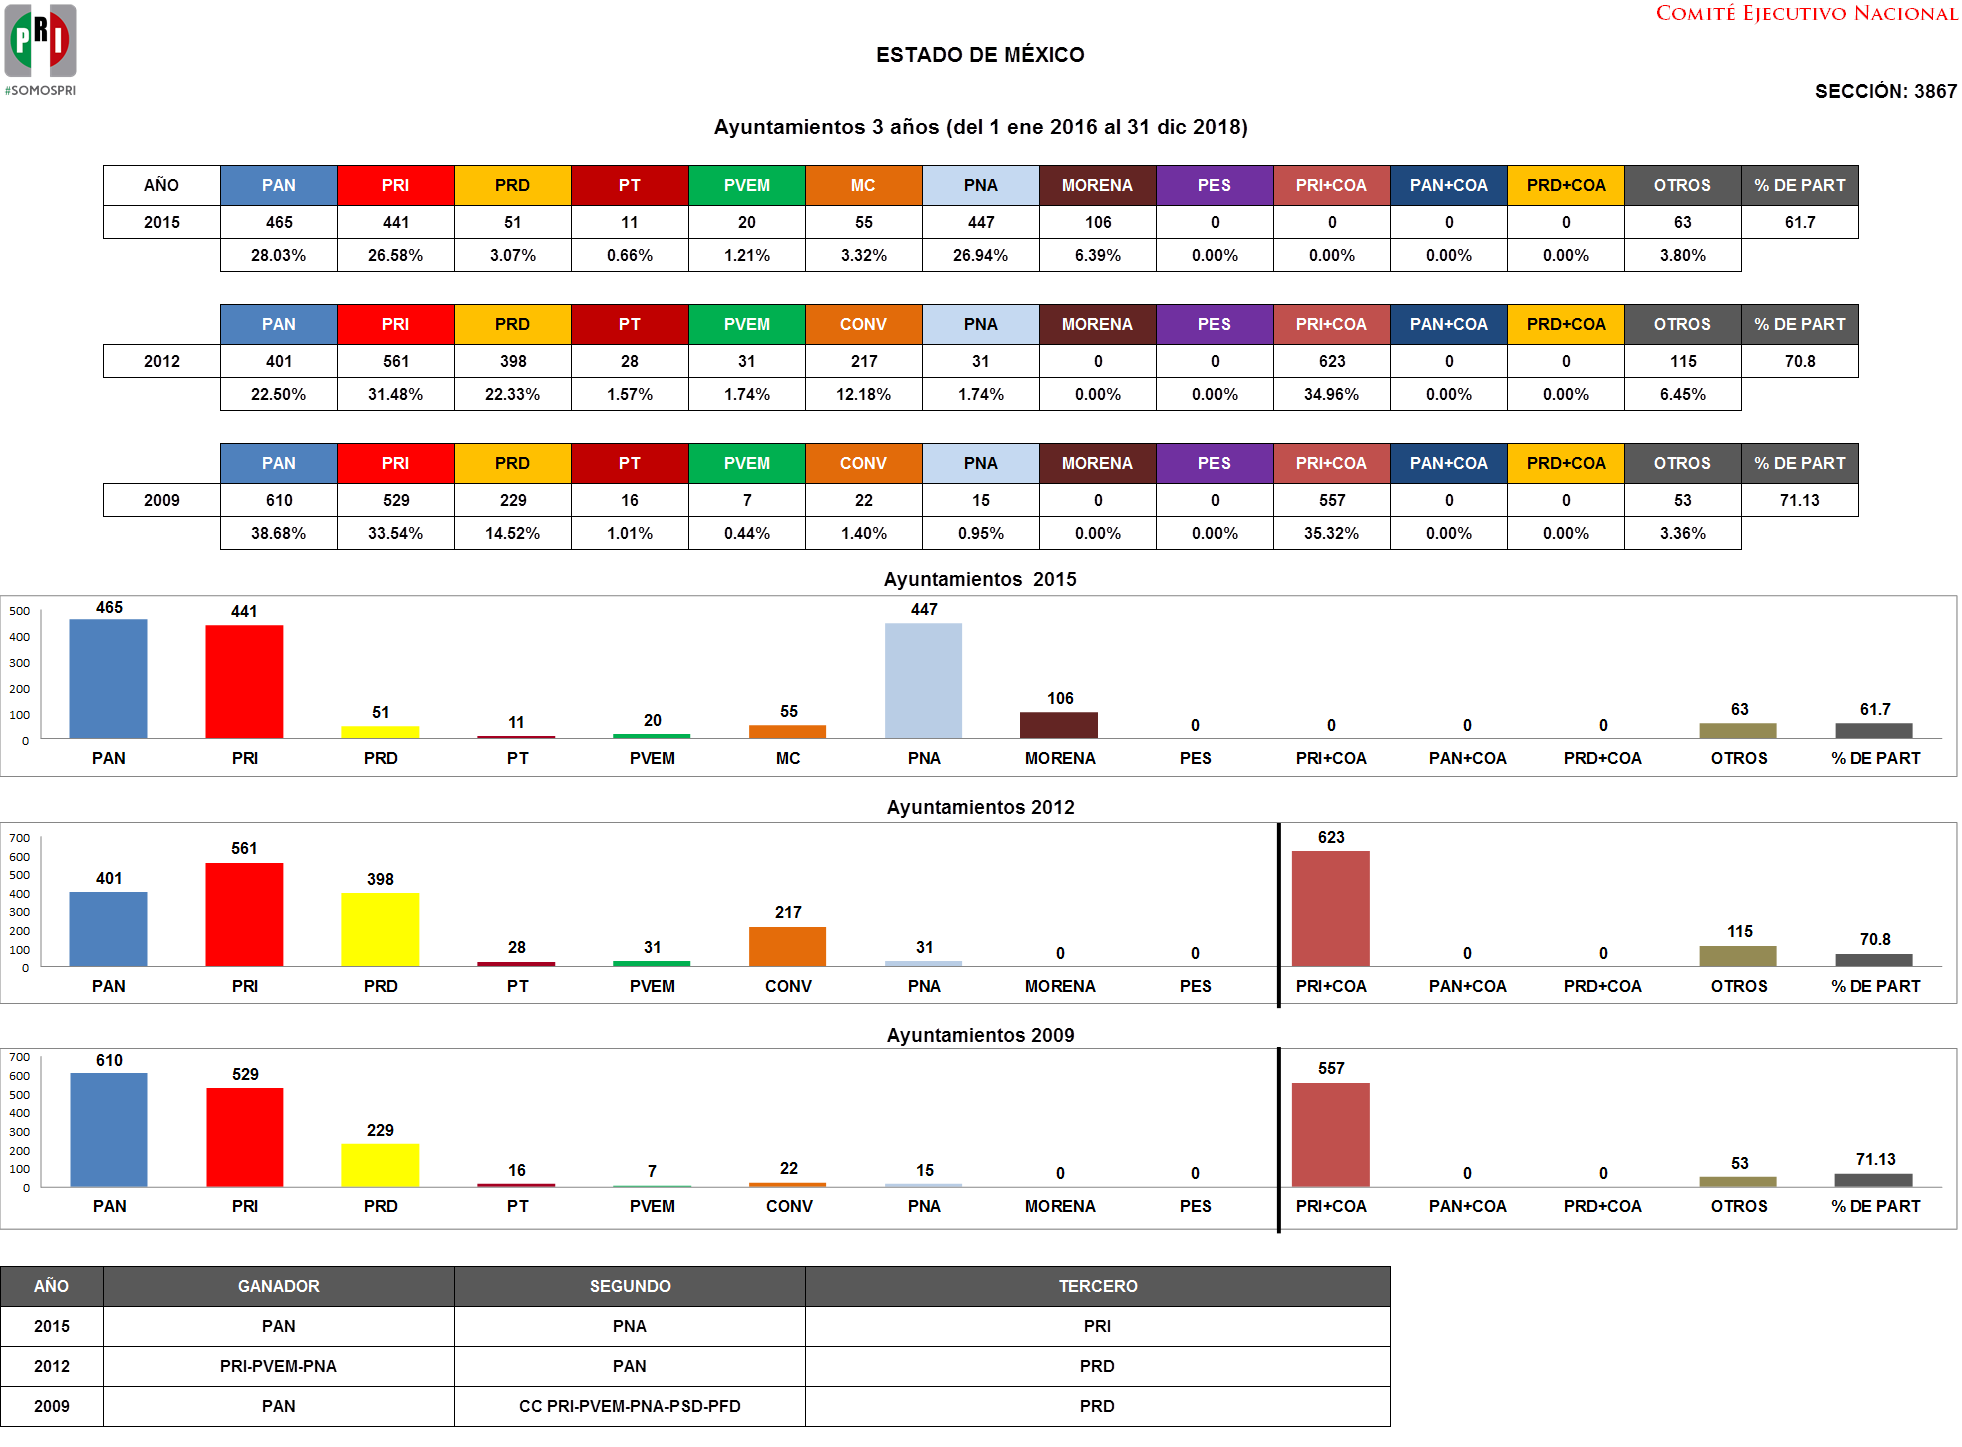 PRI
#SOMOSPRI
COMITÉ EJECUTIVO NACIONAL
ESTADO DE MÉXICO
SECCIÓN: 3867
Ayuntamientos 3 años (del 1 ene 2016 al 31 dic 2018)
AÑO PAN PRI PRD PT PVEM MC PNA MORENA PES PRI+COA PAN+COA PRD+COA OTROS % DE PART
2015 465 441 51 11 20 55 447 106 0 0 0 0 63 61.7
28.03% 26.58% 3.07% 0.66% 1.21% 3.32% 26.94% 6.39% 0.00% 0.00% 0.00% 0.00% 3.80%
PAN PRI PRD PT PVEM CONV PNA MORENA PES PRI+COA PAN+COA PRD+COA OTROS % DE PART
2012 401 561 398 28 31 217 31 0 0 623 0 0 115 70.8
22.50% 31.48% 22.33% 1.57% 1.74% 12.18% 1.74% 0.00% 0.00% 34.96% 0.00% 0.00% 6.45%
PAN PRI PRD PT PVEM CONV PNA MORENA PES PRI+COA PAN+COA PRD+COA OTROS % DE PART
2009 610 529 229 16 7 22 15 0 0 557 0 0 53 71.13
38.68% 33.54% 14.52% 1.01% 0.44% 1.40% 0.95% 0.00% 0.00% 35.32% 0.00% 0.00% 3.36%
Ayuntamientos 2015
500
400
300
200
100
0
465 441 51 11 20 55 447 106 0 0 0 0 63 61.7
PAN PRI PRD PT PVEM MC PNA MORENA PES PRI+COA PAN+COA PRD+COA OTROS % DE PART
Ayuntamientos 2012
700
600
500
400
300
200
100
0
401 561 398 28 31 217 31 0 0 623 0 0 115 70.8
PAN PRI PRD PT PVEM CONV PNA MORENA PES PRI+COA PAN+COA PRD+COA OTROS % DE PART
Ayuntamientos 2009
700
600
500
400
300
200
100
0
610 529 229 16 7 22 15 0 0 557 0 0 53 71.13
PAN PRI PRD PT PVEM CONV PNA MORENA PES PRI+COA PAN+COA PRD+COA OTROS % DE PART
AÑO GANADOR SEGUNDO TERCERO
2015 PAN PNA PRI
2012 PRI-PVEM-PNA PAN PRD
2009 PAN CC PRI-PVEM-PNA-PSD-PFD PRD